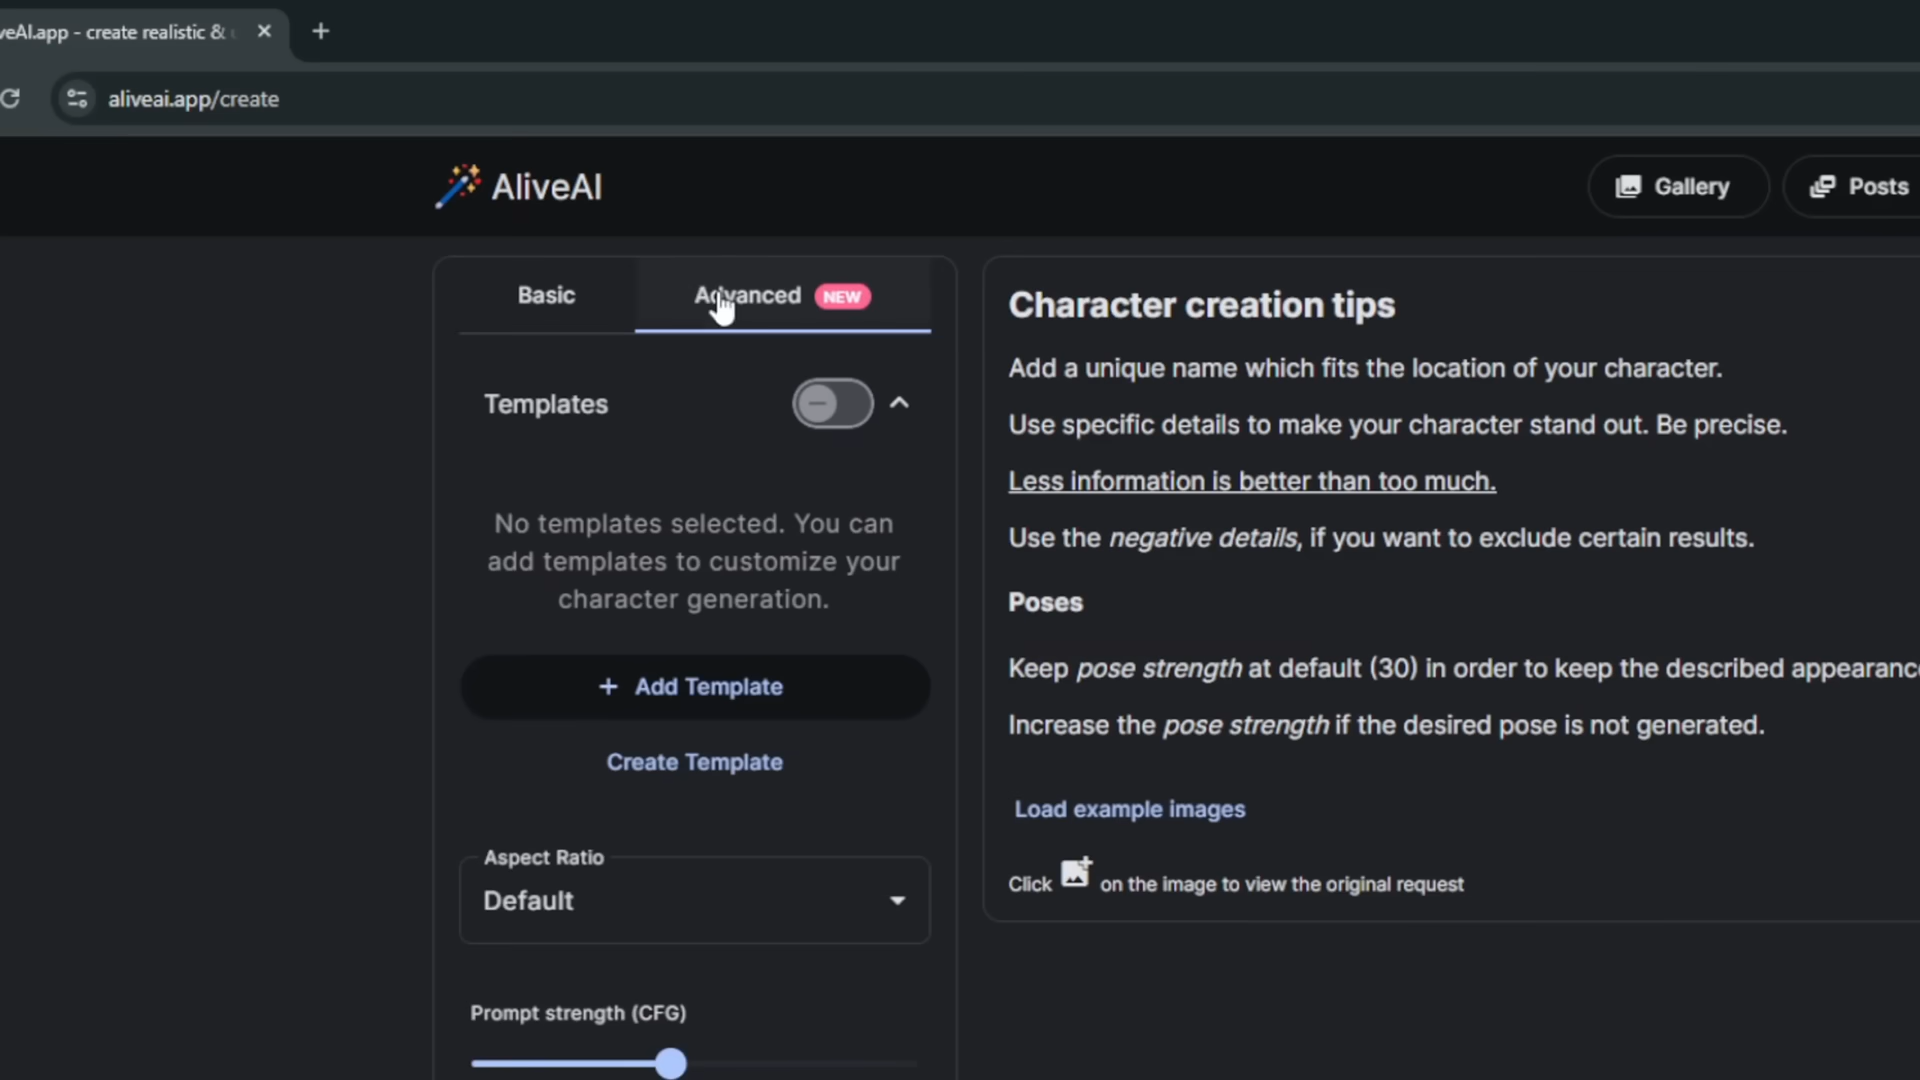 veAI.app - create realistic &
aliveai.app/create
AliveAI
Gallery
Posts
Basic
Advanced
NEW
Templates
No templates selected. You can
add templates to customize your
character generation.
+ Add Template
Create Template
Aspect Ratio
Default
Prompt strength (CFG)
Character creation tips
Add a unique name which fits the location of your character.
Use specific details to make your character stand out. Be precise.
Less information is better than too much.
Use the negative details, if you want to exclude certain results.
Poses
Keep pose strength at default (30) in order to keep the described appearanc
Increase the pose strength if the desired pose is not generated.
Load example images
Click on the image to view the original request